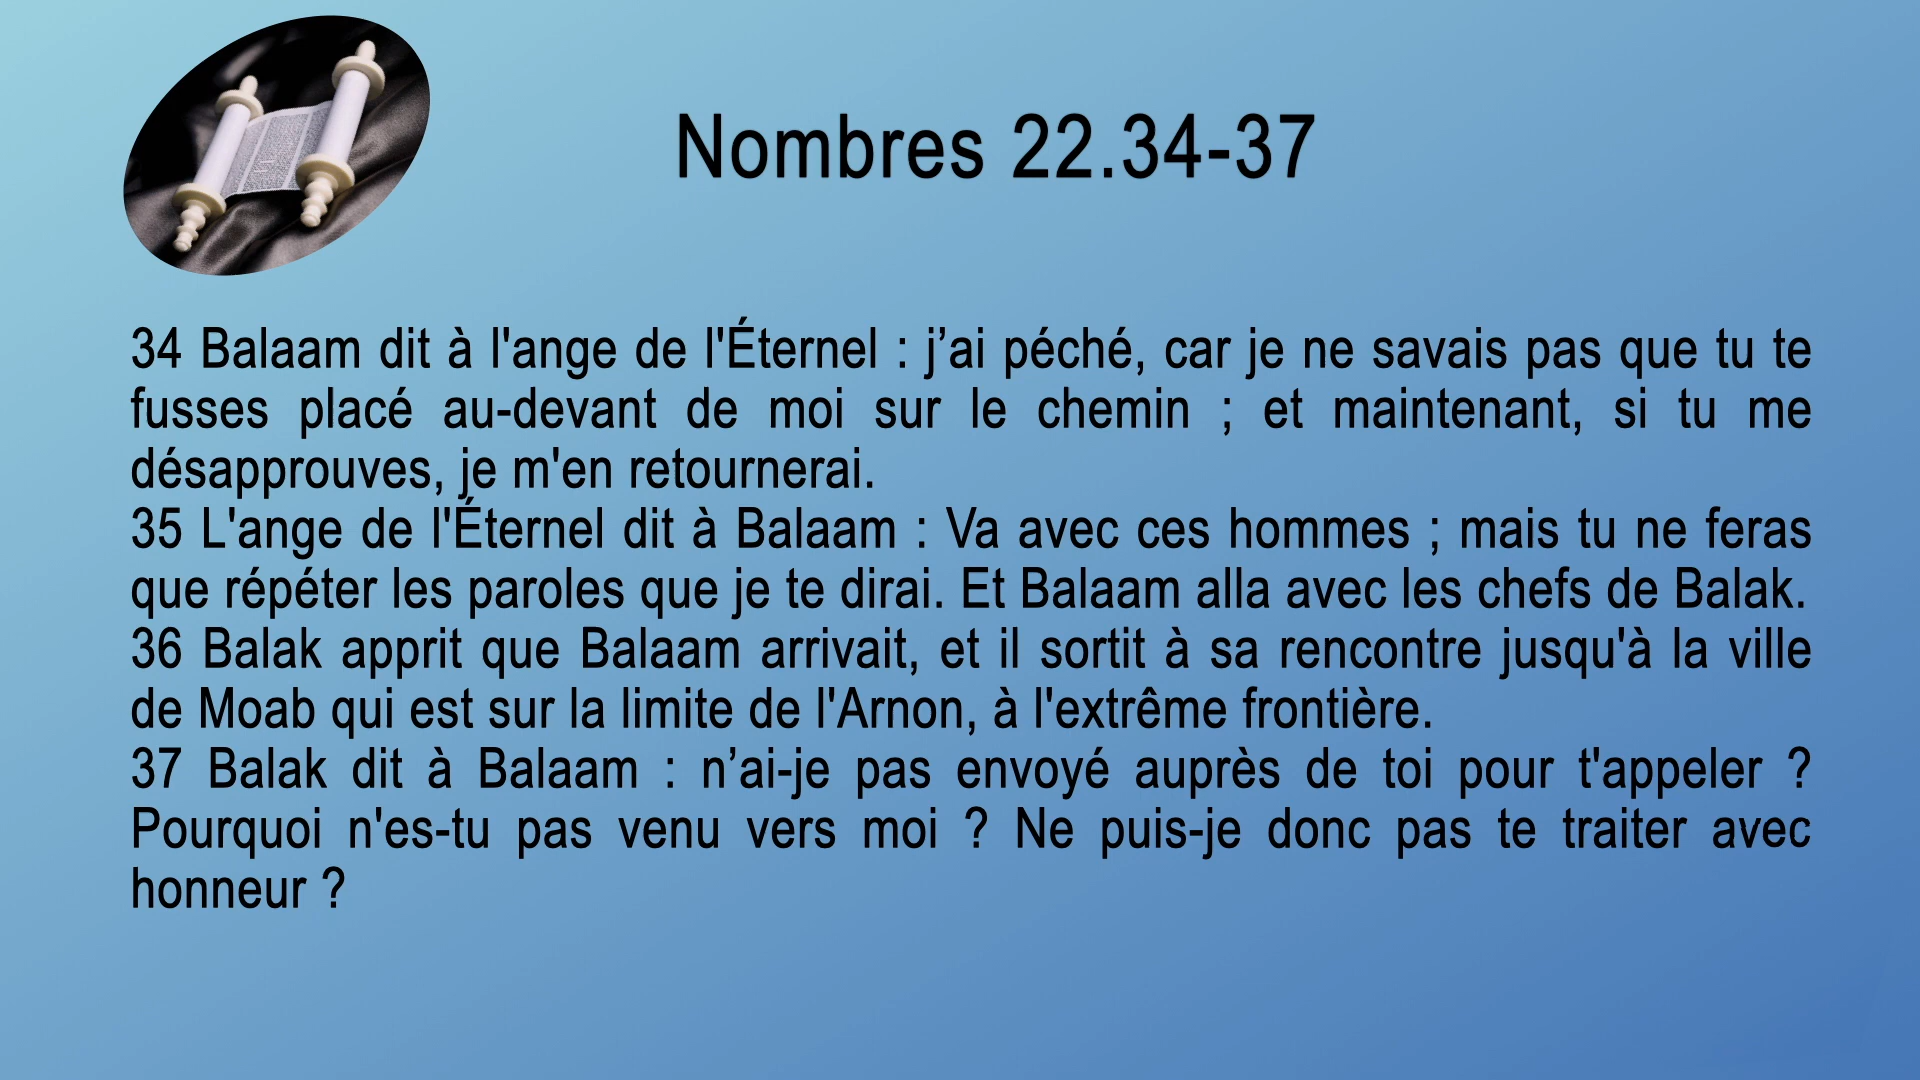 Nombres 22.34-37
34 Balaam dit à l'ange de l'Éternel : j’ai péché, car je ne savais pas que tu te
fusses placé au-devant de moi sur le chemin ; et maintenant, si tu me
désapprouves, je m'en retournerai.
35 L'ange de l'Éternel dit à Balaam : Va avec ces hommes ; mais tu ne feras
que répéter les paroles que je te dirai. Et Balaam alla avec les chefs de Balak.
36 Balak apprit que Balaam arrivait, et il sortit à sa rencontre jusqu'à la ville
de Moab qui est sur la limite de l'Arnon, à l'extrême frontière.
37 Balak dit à Balaam : n’ai-je pas envoyé auprès de toi pour t'appeler ?
Pourquoi n'es-tu pas venu vers moi ? Ne puis-je donc pas te traiter avec
honneur ?